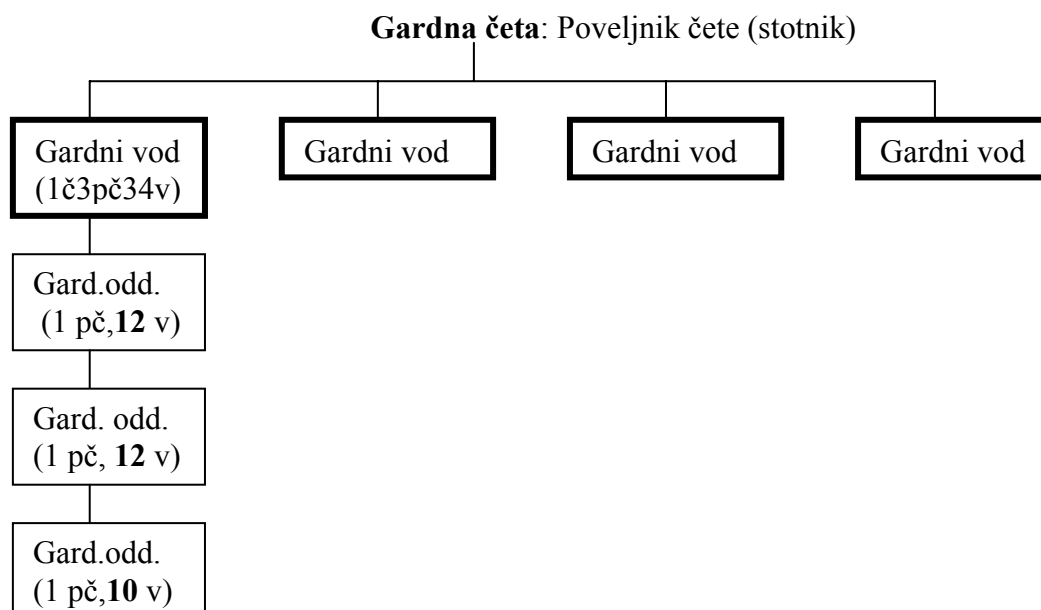 Gardna četa: Poveljnik čete (stotnik)
Gardni vod
(1č3pč34v)
Gardni vod
Gardni vod
Gardni vod
Gard.odd.
(1 pč,12 v)
Gard. odd.
(1 pč, 12 v)
Gard.odd.
(1 pč,10 v)